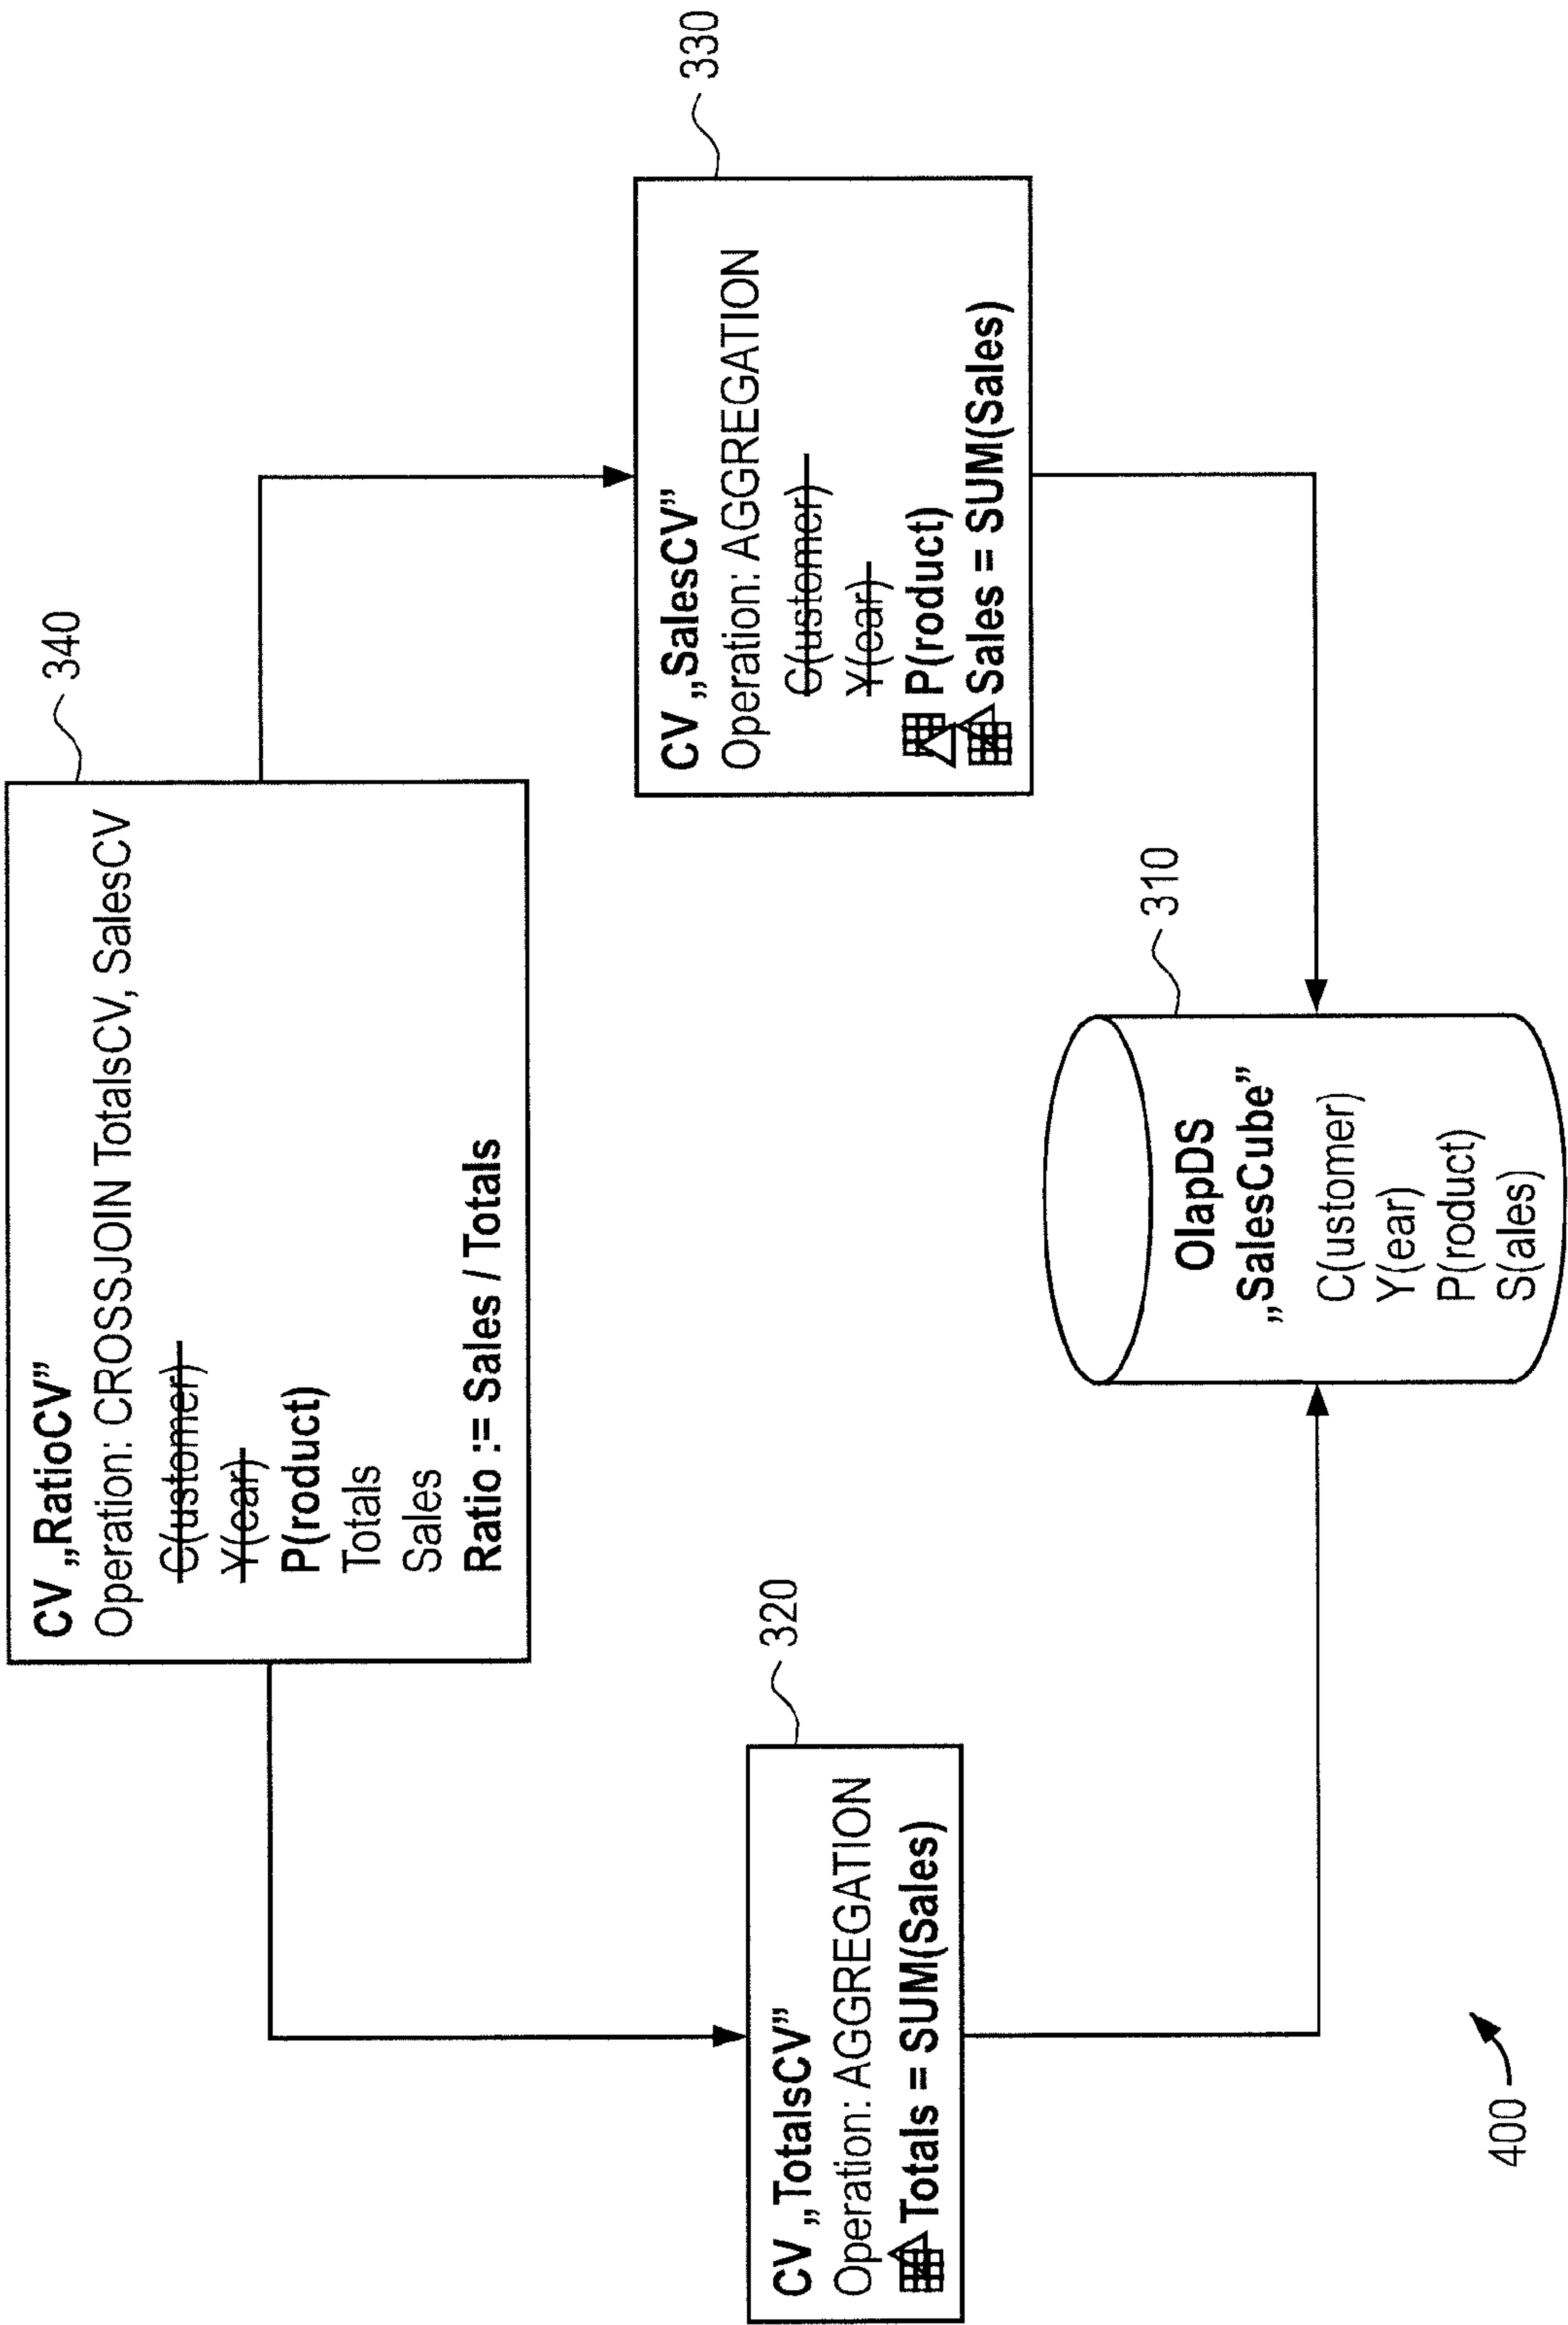 340
CV „RatioCV”
Operation: CROSSJOIN TotalsCV, SalesCV
C(ustomer)
Y(ear)
P(roduct)
Totals
Sales
Ratio := Sales / Totals
320
CV „TotalsCV”
Operation: AGGREGATION
Totals = SUM(Sales)
330
CV „SalesCV”
Operation: AGGREGATION
C(ustomer)
Y(ear)
P(roduct)
Sales = SUM(Sales)
310
OlapDS
„SalesCube”
C(ustomer)
Y(ear)
P(roduct)
S(ales)
400